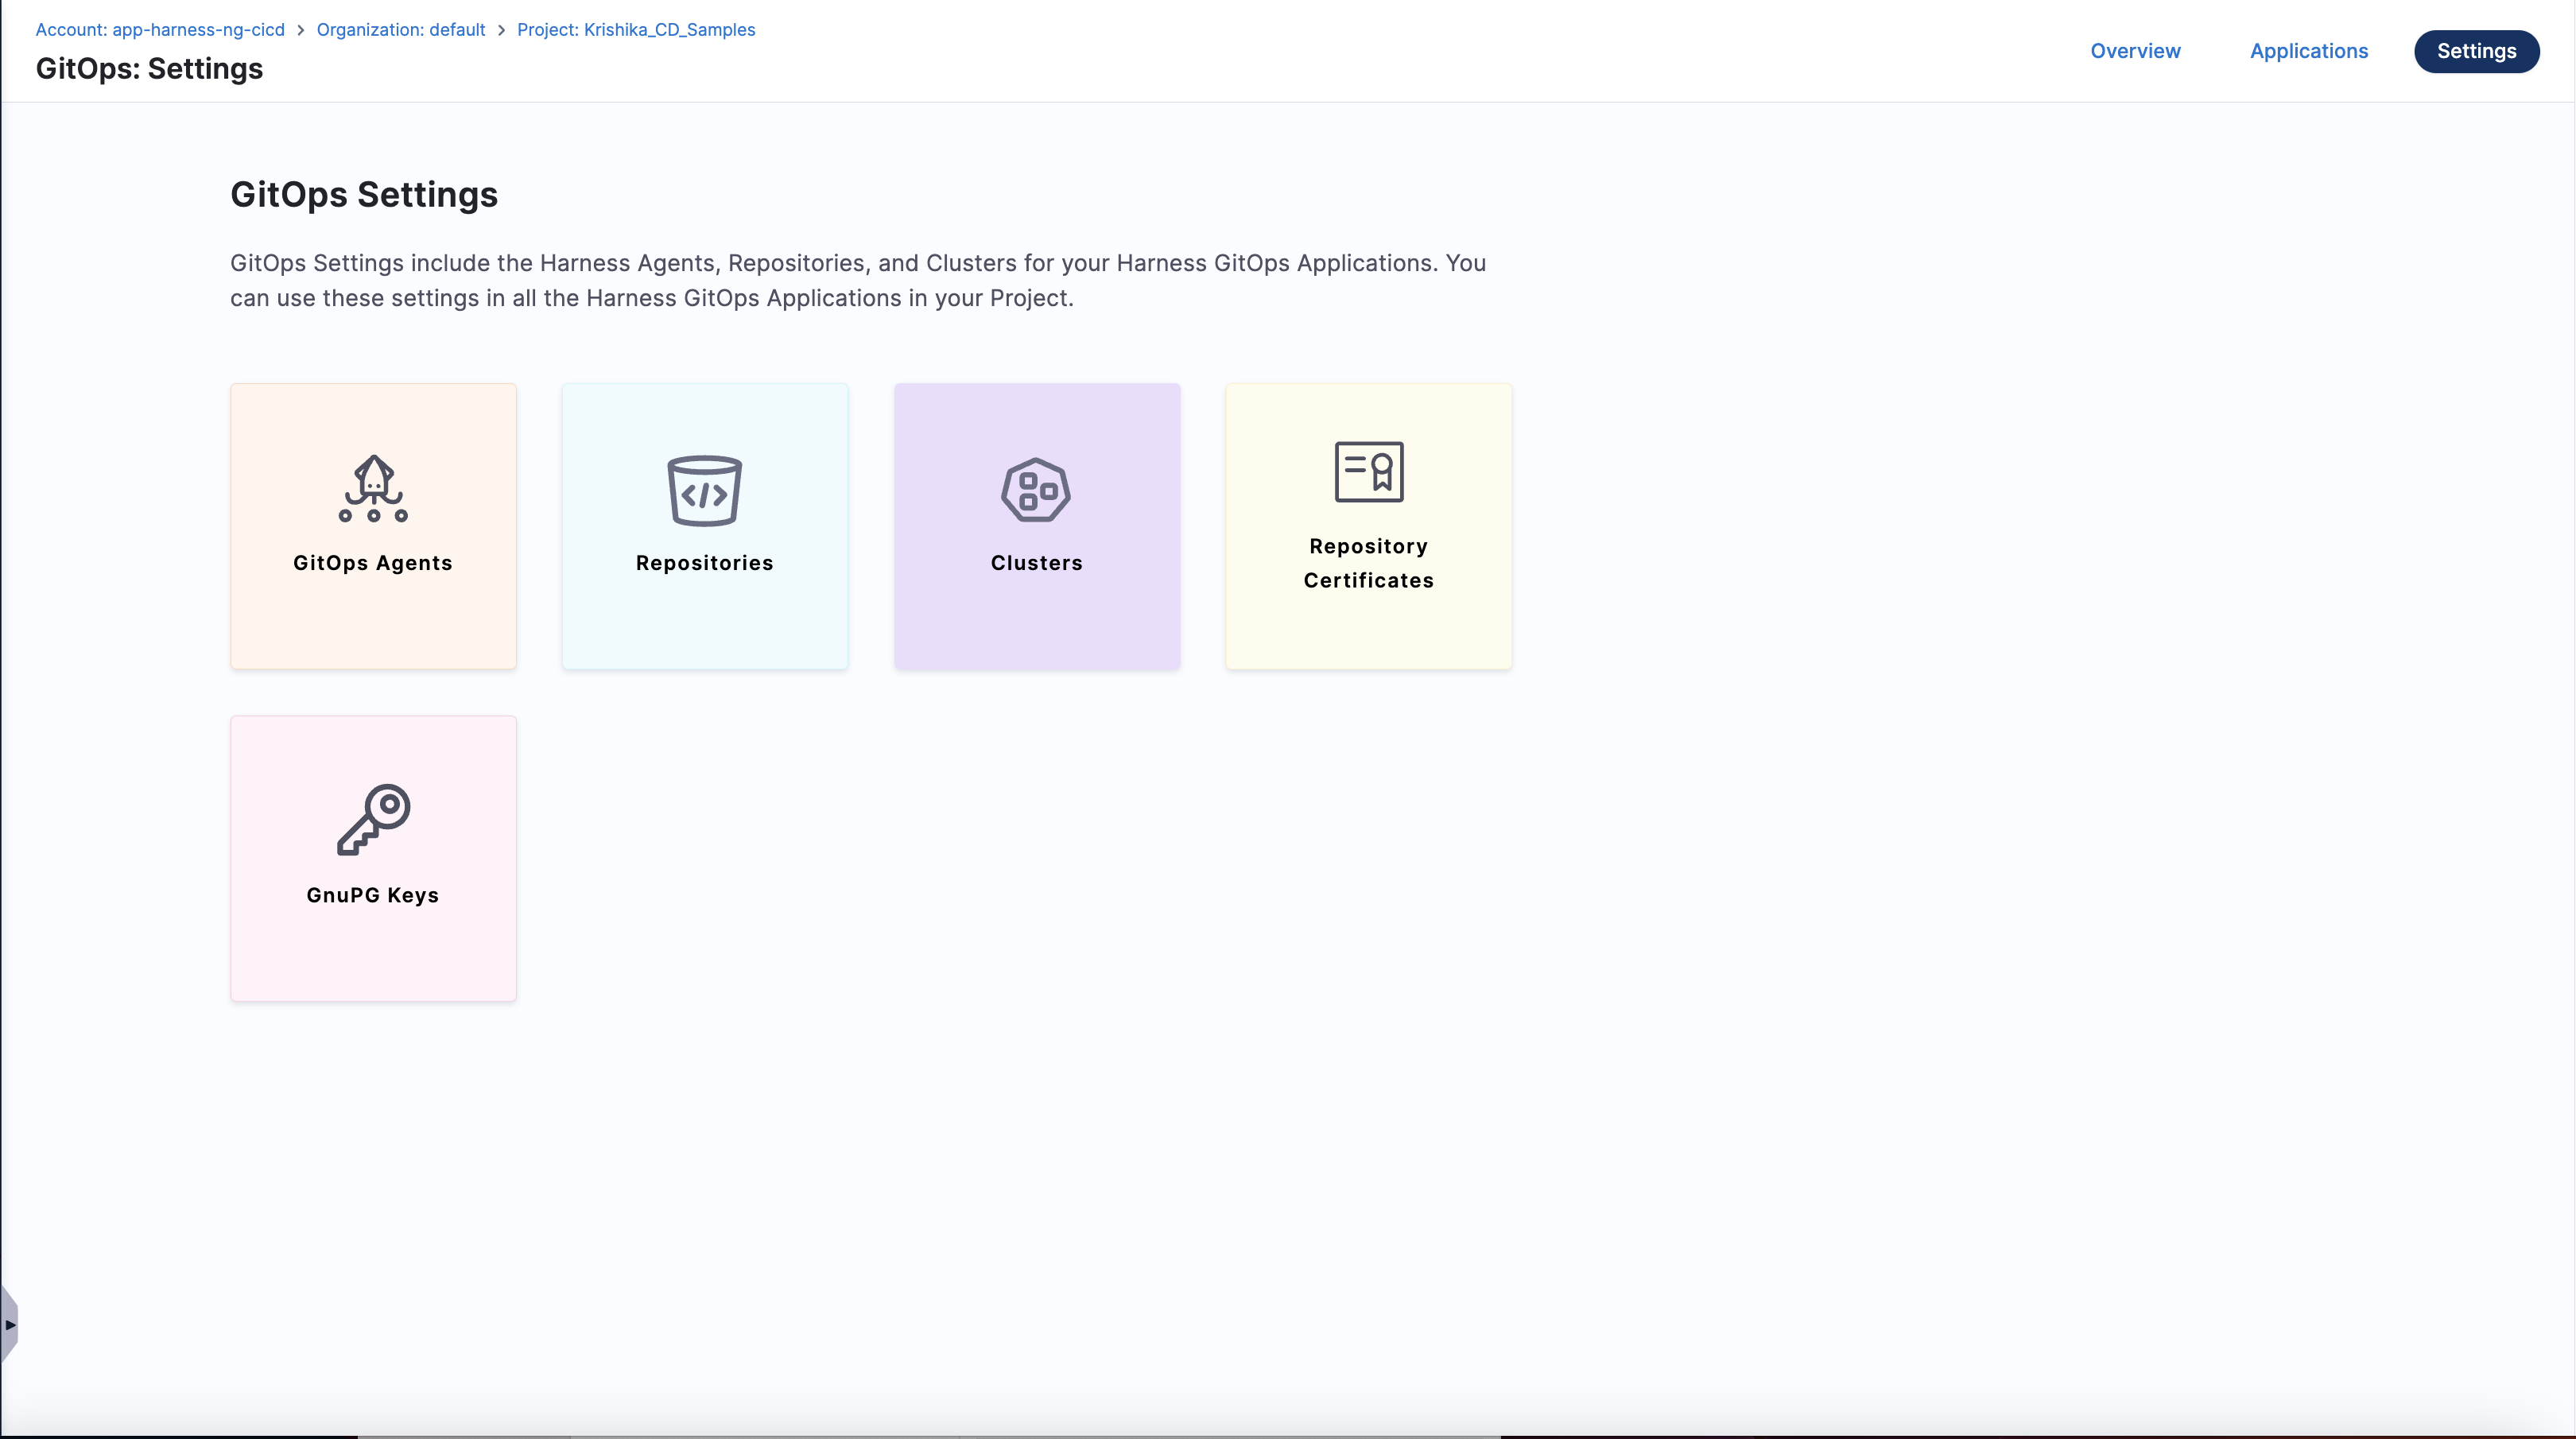 Account: app-harness-ng-cicd > Organization: default > Project: Krishika_CD_Samples
GitOps: Settings
Overview Applications Settings
GitOps Settings
GitOps Settings include the Harness Agents, Repositories, and Clusters for your Harness GitOps Applications. You
can use these settings in all the Harness GitOps Applications in your Project.
GitOps Agents
Repositories
</>
Clusters
Repository
Certificates
GnuPG Keys